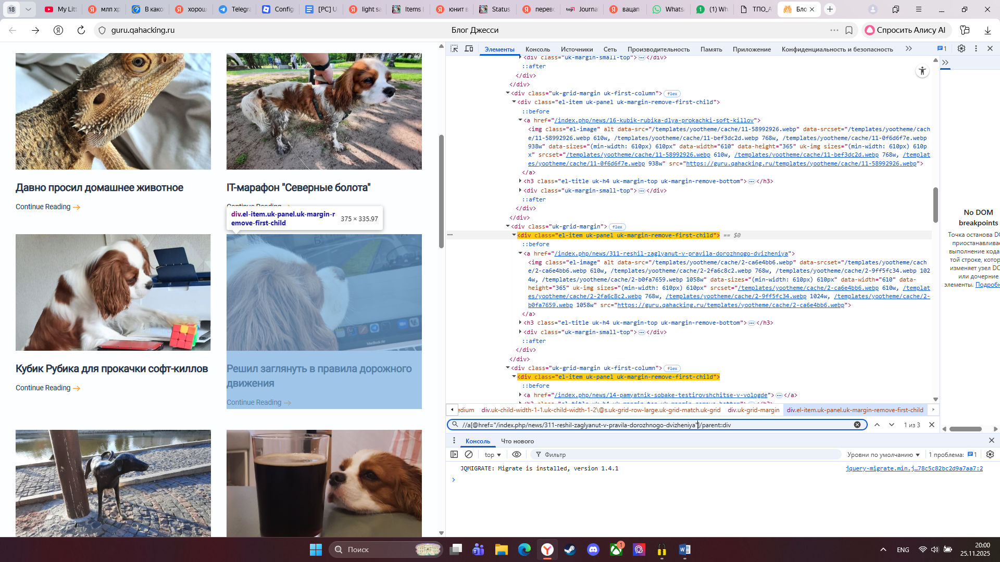 18
My Litt
млп хр
В како
хорош
Telegra
Config
[PC] U
light sa
Items
юнит в
Status
перев
Journa
вацап
Whats
(1) Wh
ТПО_А
Бло
guru.qahacking.ru
Блог Джесси
Спросить Алису AI
Элементы
Консоль
Источники
Сеть
Производительность
Память
Приложение
Конфиденциальность и безопасность
1
<div class="uk-margin-small-top"> </div>
::after
</div>
</div>
<div class="uk-grid-margin uk-first-column"> flex
<div class="el-item uk-panel uk-margin-remove-first-child">
::before
<a href="/index.php/news/16-kubik-rubika-dlya-prokachki-soft-killov">
<img class="el-image" alt data-src="/templates/yootheme/cache/11-58992926.webp" data-srcset="/templates/yootheme/cach
e/11-58992926.webp 610w, /templates/yootheme/cache/11-bef3dc2d.webp 768w, /templates/yootheme/cache/11-0f6d6f7e.webp
938w" data-sizes="(min-width: 610px) 610px" data-width="610" data-height="365" uk-img sizes="(min-width: 610px) 610p
x" srcset="/templates/yootheme/cache/11-58992926.webp 610w, /templates/yootheme/cache/11-bef3dc2d.webp 768w, /templat
es/yootheme/cache/11-0f6d6f7e.webp 938w" src="https://guru.qahacking.ru/templates/yootheme/cache/11-58992926.webp">
</a>
<h3 class="el-title uk-h4 uk-margin-top uk-margin-remove-bottom"> </h3>
<div class="uk-margin-small-top"> </div>
::after
</div>
</div>
<div class="uk-grid-margin"> flex
<div class="el-item uk-panel uk-margin-remove-first-child"> == $0
::before
<a href="/index.php/news/311-reshil-zaglyanut-v-pravila-dorozhnogo-dvizheniya">
<img class="el-image" alt data-src="/templates/yootheme/cache/2-ca6e4bb6.webp" data-srcset="/templates/yootheme/cach
e/2-ca6e4bb6.webp 610w, /templates/yootheme/cache/2-2fa6c8c2.webp 768w, /templates/yootheme/cache/2-9ff5fc34.webp 102
4w, /templates/yootheme/cache/2-b0fa7659.webp 1058w" data-sizes="(min-width: 610px) 610px" data-width="610" data-
height="365" uk-img sizes="(min-width: 610px) 610px" srcset="/templates/yootheme/cache/2-ca6e4bb6.webp 610w, /templat
es/yootheme/cache/2-2fa6c8c2.webp 768w, /templates/yootheme/cache/2-9ff5fc34.webp 1024w, /templates/yootheme/cache/2-
b0fa7659.webp 1058w" src="https://guru.qahacking.ru/templates/yootheme/cache/2-ca6e4bb6.webp">
</a>
<h3 class="el-title uk-h4 uk-margin-top uk-margin-remove-bottom"> </h3>
<div class="uk-margin-small-top"> </div>
::after
</div>
</div>
<div class="uk-grid-margin uk-first-column"> flex
<div class="el-item uk-panel uk-margin-remove-first-child">
::before
<a href="/index.php/news/14-pamyatnik-sobake-testirovshchitse-v-vologde"> </a>
edium div.uk-child-width-1-1.uk-child-width-1-2\@s.uk-grid-row-large.uk-grid-match.uk-grid div.uk-grid-margin div.el-item.uk-panel.uk-margin-remove-first-child
//a[@href="/index.php/news/311-reshil-zaglyanut-v-pravila-dorozhnogo-dvizheniya"]/parent::div
1 из 3
No DOM
breakpoints
Точка останова DO
приостанавливае
выполнение кода
той строке, котор
изменяет узел DO
или дочерние
элементы. Подробн
Консоль
Что нового
top
Фильтр
Уровни по умолчанию
1 проблема: 1
JQMIGRATE: Migrate is installed, version 1.4.1
jquery-migrate.min.j…78c5c82bc2d9a7aa7:2
Давно просил домашнее животное
Continue Reading
IT-марафон "Северные болота"
Continue Reading
div.el-item.uk-panel.uk-margin-r
emove-first-child
375 × 335.97
Кубик Рубика для прокачки софт-киллов
Continue Reading
MacBook Air
Решил заглянуть в правила дорожного
движения
Continue Reading
Поиск
1
ENG
20:00
25.11.2025